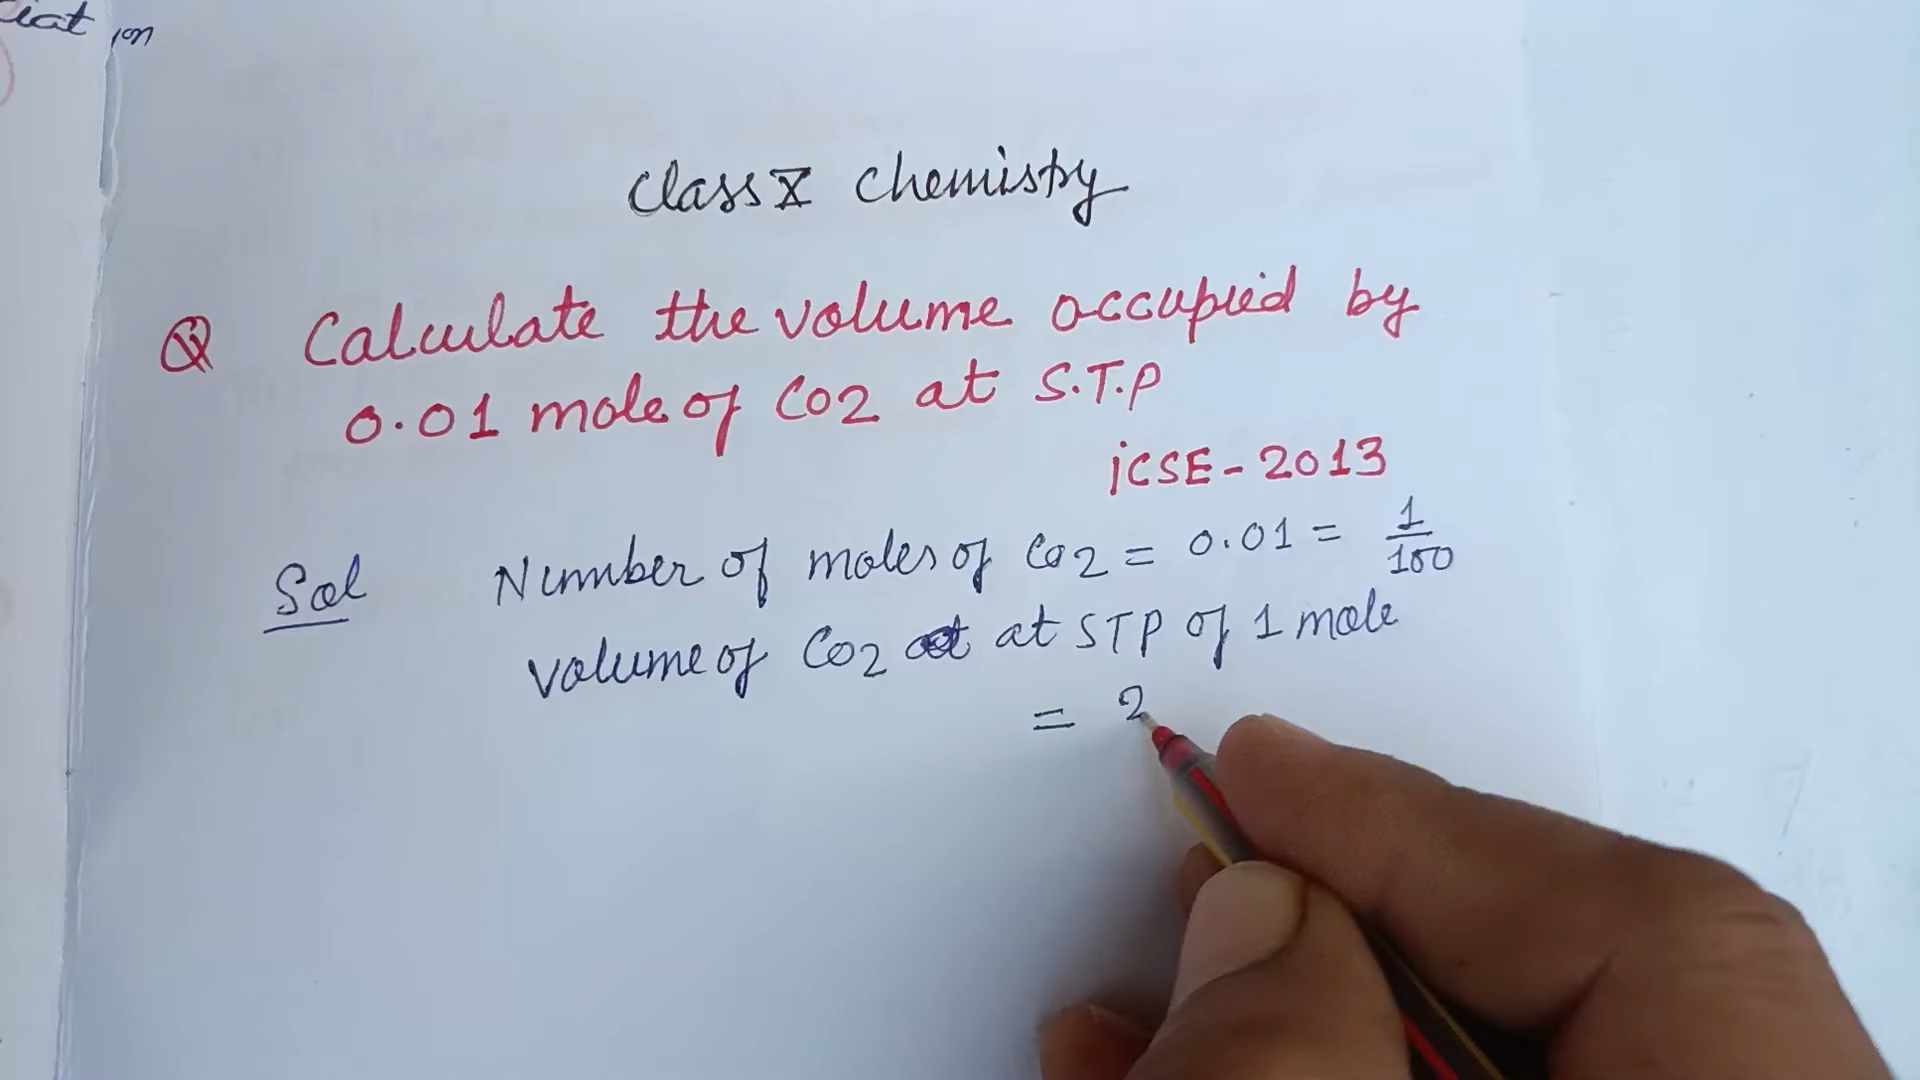 Class X Chemistry
Q Calculate the volume occupied by
0.01 mole of CO2 at S.T.P
iCSE-2013
Sol Number of moles of CO2 = 0.01 = 1/100
volume of CO2 at STP of 1 mole
= 2